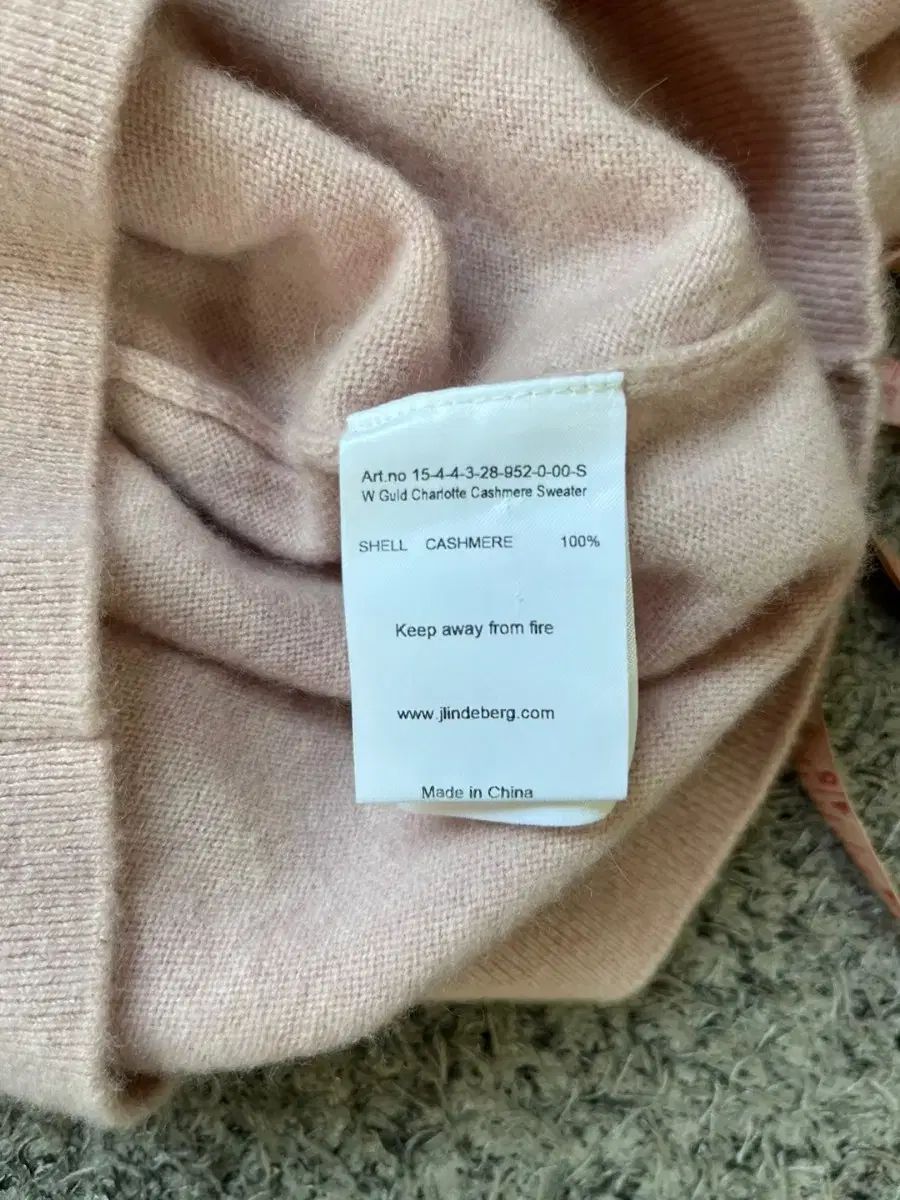 Art.no 15-4-4-3-28-952-0-00-S
W Guld Charlotte Cashmere Sweater
SHELL CASHMERE 100%
Keep away from fire
www.jlindeberg.com
Made in China